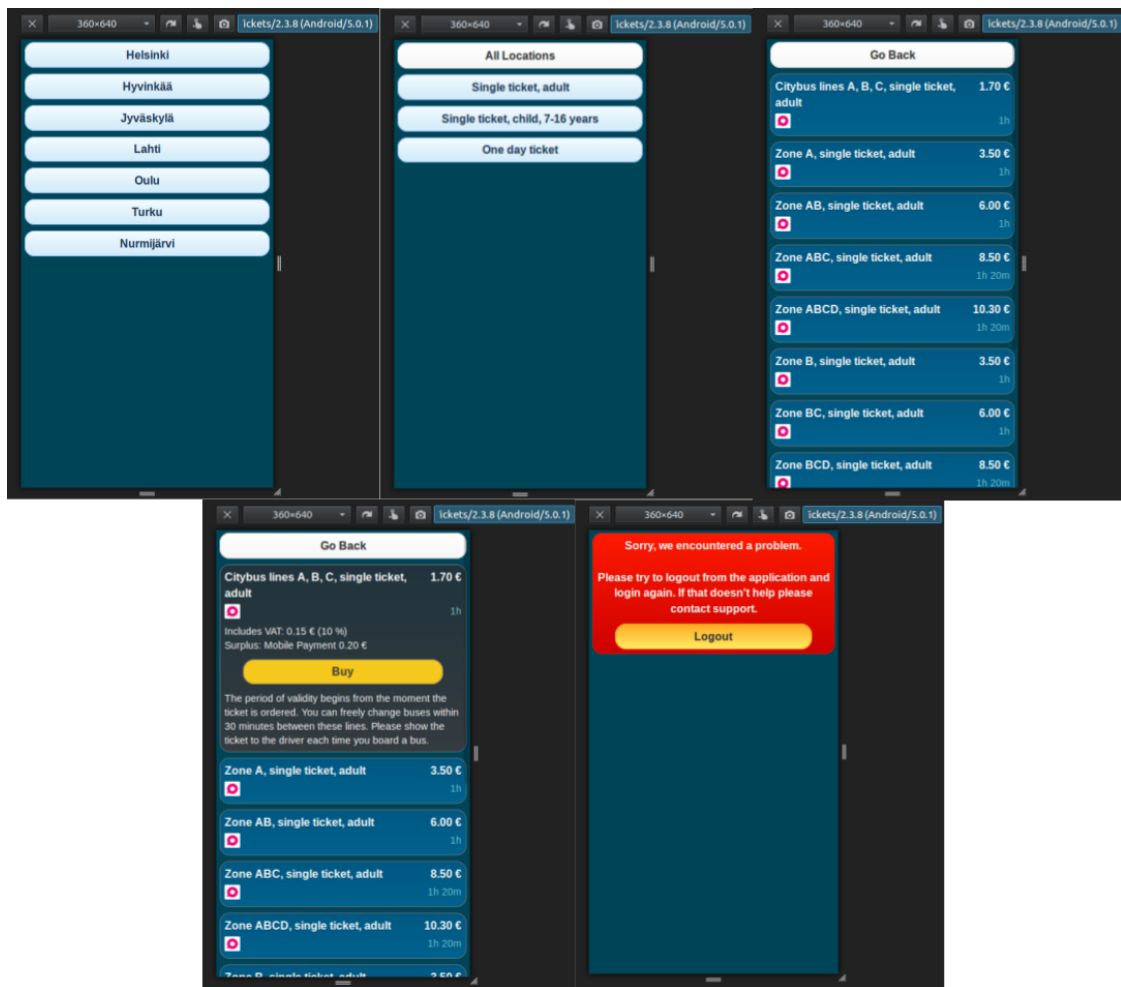 360×640
ickets/2.3.8 (Android/5.0.1)
Helsinki
Hyvinkää
Jyväskylä
Lahti
Oulu
Turku
Nurmijärvi
360×640
ickets/2.3.8 (Android/5.0.1)
All Locations
Single ticket, adult
Single ticket, child, 7-16 years
One day ticket
360×640
ickets/2.3.8 (Android/5.0.1)
Go Back
Citybus lines A, B, C, single ticket, 1.70 €
adult
1h
Zone A, single ticket, adult 3.50 €
1h
Zone AB, single ticket, adult 6.00 €
1h
Zone ABC, single ticket, adult 8.50 €
1h 20m
Zone ABCD, single ticket, adult 10.30 €
1h 20m
Zone B, single ticket, adult 3.50 €
1h
Zone BC, single ticket, adult 6.00 €
1h
Zone BCD, single ticket, adult 8.50 €
1h 20m
360×640
ickets/2.3.8 (Android/5.0.1)
Go Back
Citybus lines A, B, C, single ticket, 1.70 €
adult
1h
Includes VAT: 0.15 € (10 %)
Surplus: Mobile Payment 0.20 €
Buy
The period of validity begins from the moment the
ticket is ordered. You can freely change buses within
30 minutes between these lines. Please show the
ticket to the driver each time you board a bus.
Zone A, single ticket, adult 3.50 €
1h
Zone AB, single ticket, adult 6.00 €
1h
Zone ABC, single ticket, adult 8.50 €
1h 20m
Zone ABCD, single ticket, adult 10.30 €
1h 20m
Zone B, single ticket, adult 3.50 €
360×640
ickets/2.3.8 (Android/5.0.1)
Sorry, we encountered a problem.
Please try to logout from the application and
login again. If that doesn't help please
contact support.
Logout